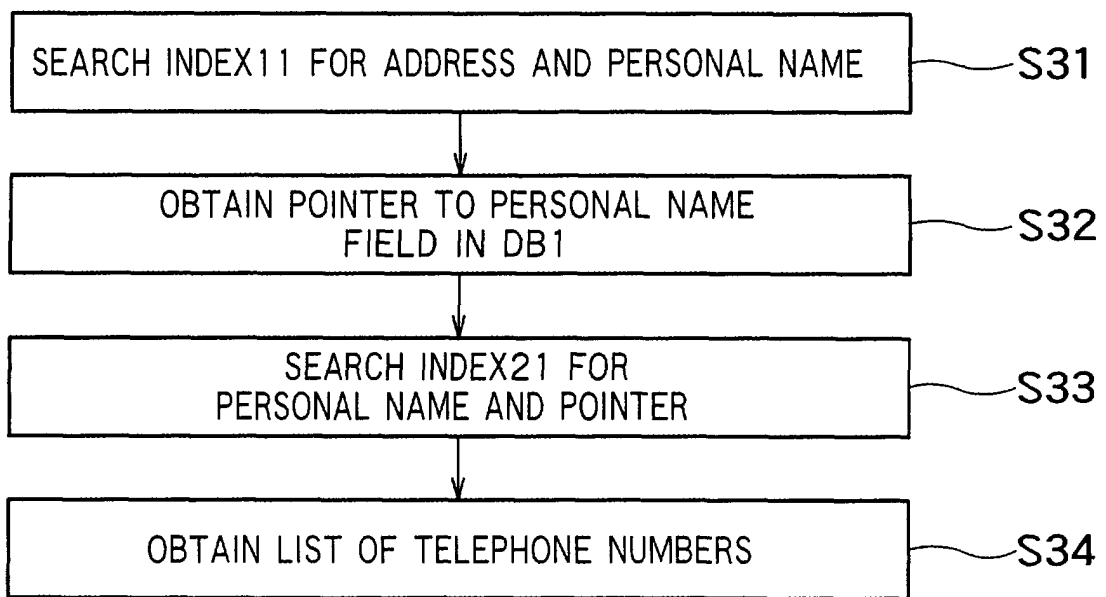 SEARCH INDEX11 FOR ADDRESS AND PERSONAL NAME
S31
OBTAIN POINTER TO PERSONAL NAME
FIELD IN DB1
S32
SEARCH INDEX21 FOR
PERSONAL NAME AND POINTER
S33
OBTAIN LIST OF TELEPHONE NUMBERS
S34